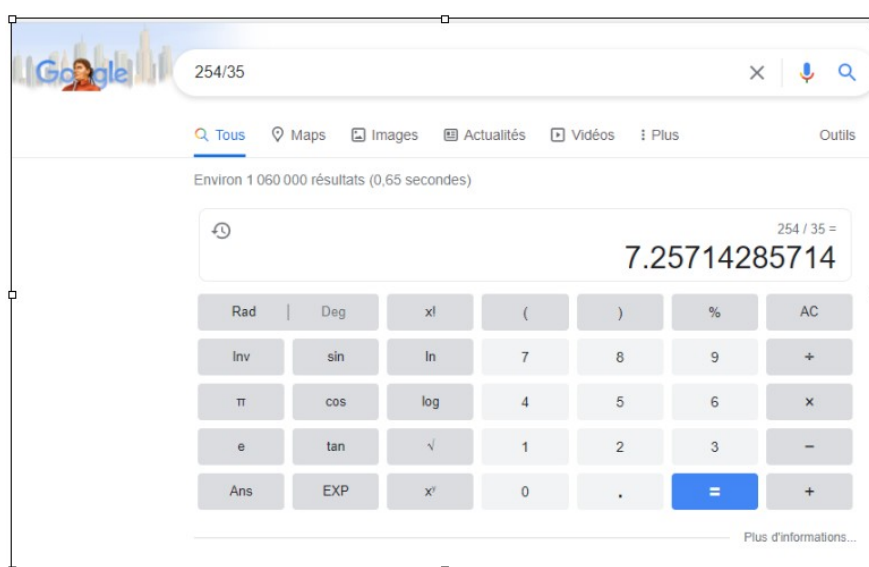 Google
254/35
Tous Maps Images Actualités Vidéos Plus Outils
Environ 1 060 000 résultats (0,65 secondes)
254 / 35 =
7.25714285714
Rad | Deg x! ( ) % AC
Inv sin ln 7 8 9 ÷
π cos log 4 5 6 ×
e tan √ 1 2 3 −
Ans EXP xʸ 0 . = +
Plus d'informations...